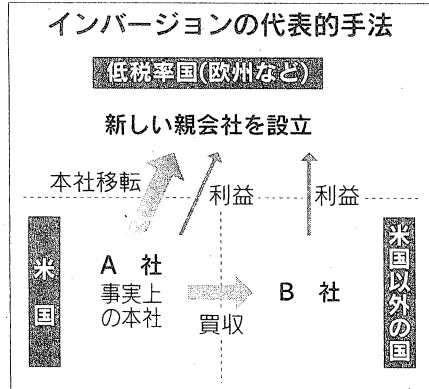 インバージョンの代表的手法
低税率国(欧州など)
新しい親会社を設立
本社移転
利益
利益
米国
A 社
事実上
の本社
買収
B 社
米国以外の国